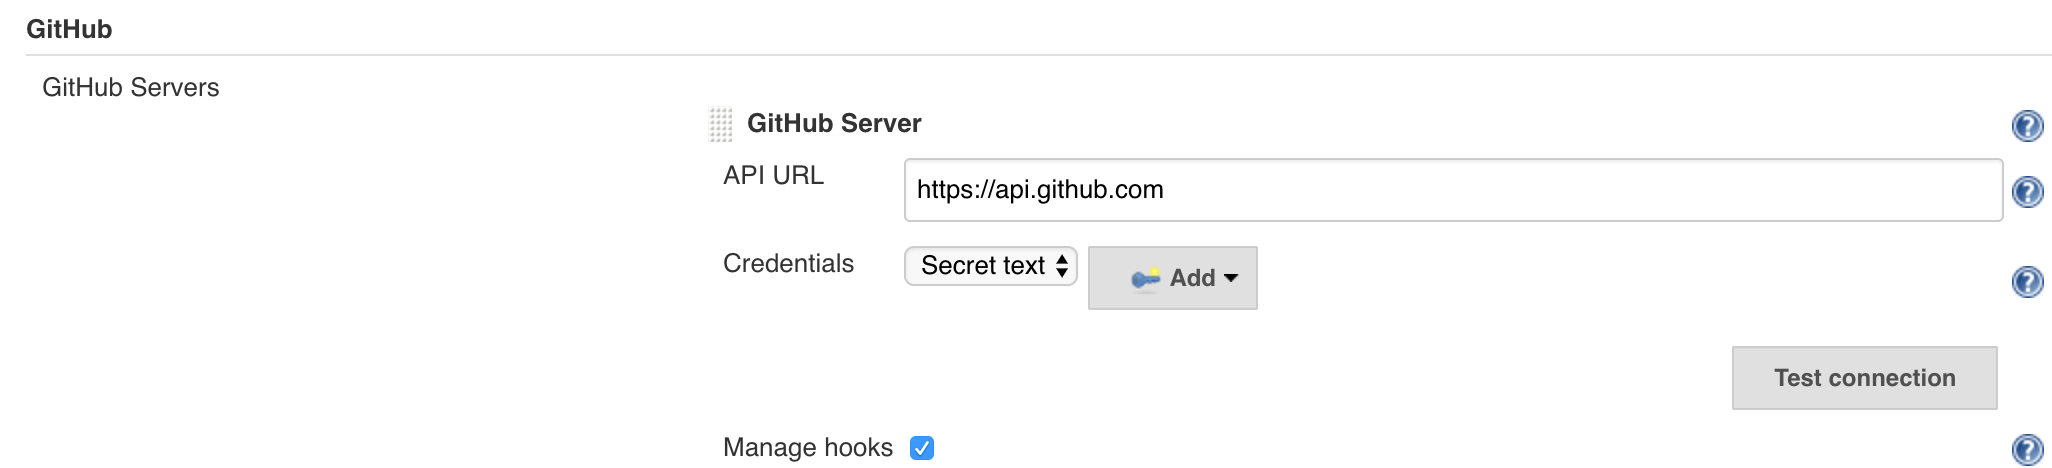 GitHub
GitHub Servers
GitHub Server
?
API URL
https://api.github.com
?
Credentials
Secret text
Add
?
Test connection
Manage hooks
?